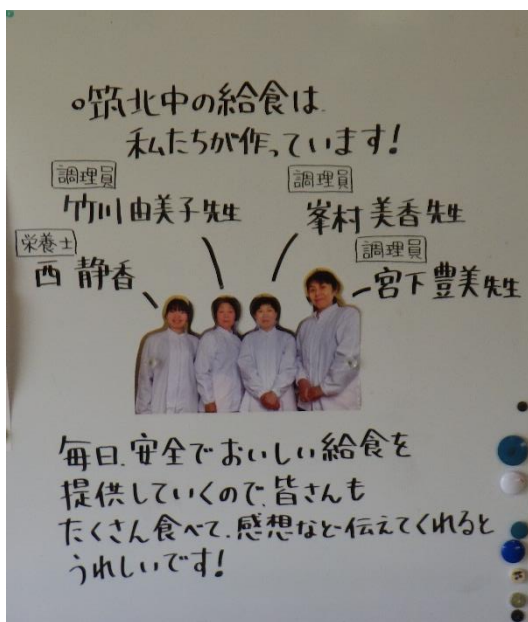 ○筑北中の給食は、
私たちが作っています!
調理員
竹川由美子先生
調理員
峯村美香先生
栄養士
西 静香
調理員
宮下豊美先生
毎日、安全でおいしい給食を
提供していくので、皆さんも
たくさん食べて、感想など伝えてくれると
うれしいです!